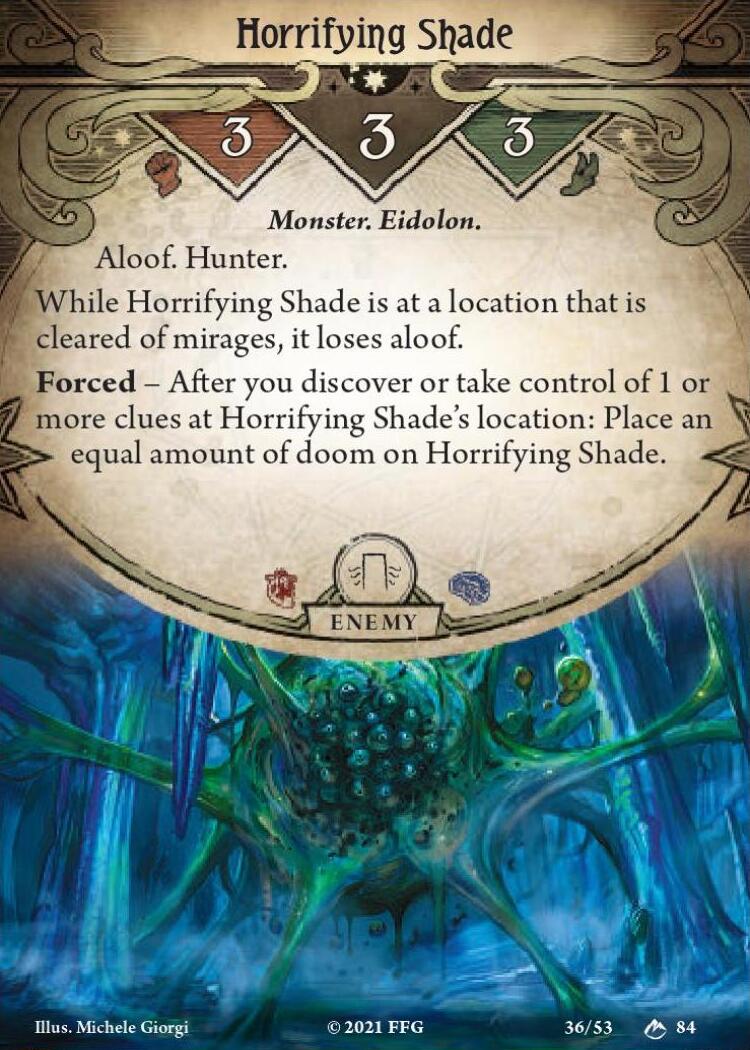 Horrifying Shade
3 3 3
Monster. Eidolon.
Aloof. Hunter.
While Horrifying Shade is at a location that is
cleared of mirages, it loses aloof.
Forced – After you discover or take control of 1 or
more clues at Horrifying Shade’s location: Place an
equal amount of doom on Horrifying Shade.
ENEMY
Illus. Michele Giorgi © 2021 FFG 36/53 84